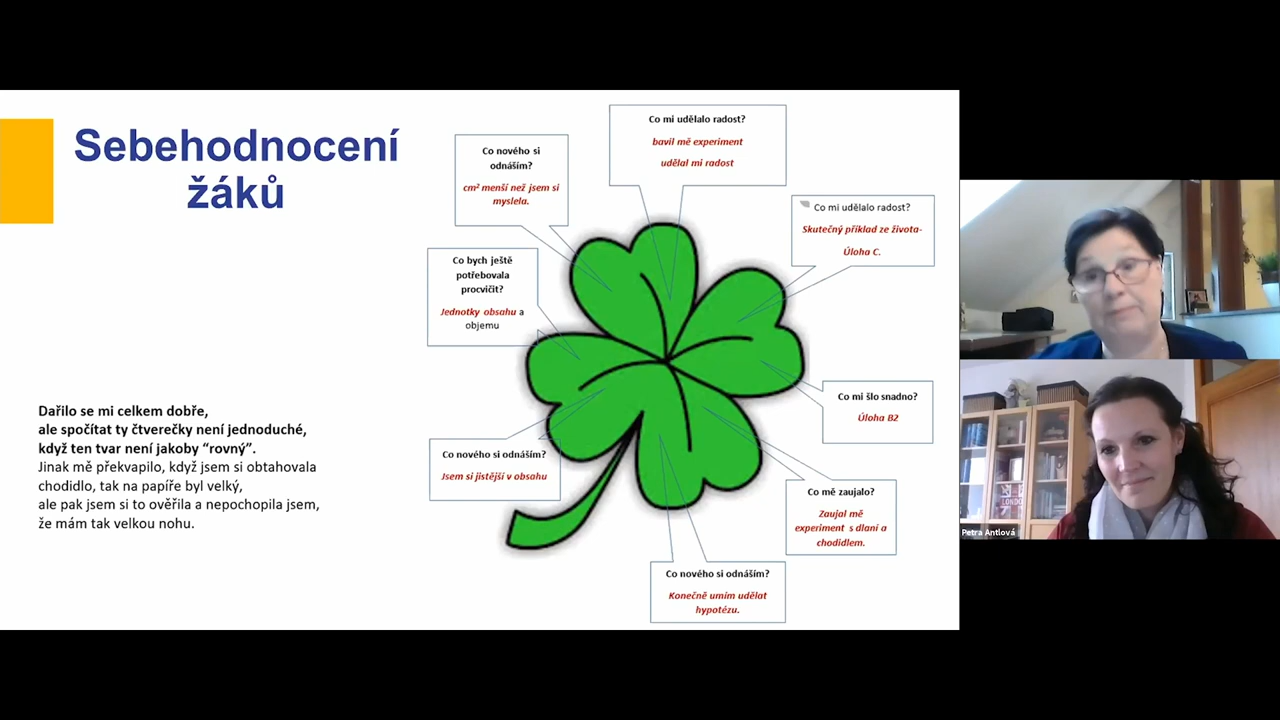 Sebehodnocení
žáků
Dařilo se mi celkem dobře,
ale spočítat ty čtverečky není jednoduché,
když ten tvar není jakoby “rovný”.
Jinak mě překvapilo, když jsem si obtahovala
chodidlo, tak na papíře byl velký,
ale pak jsem si to ověřila a nepochopila jsem,
že mám tak velkou nohu.
Co nového si
odnáším?
cm² menší než jsem si
myslela.
Co mi udělalo radost?
bavil mě experiment
udělal mi radost
Co mi udělalo radost?
Skutečný příklad ze života-
Úloha C.
Co bych ještě
potřebovala
procvičit?
Jednotky obsahu a
objemu
Co mi šlo snadno?
Úloha B2
Co nového si odnáším?
Jsem si jistější v obsahu
Co mě zaujalo?
Zaujal mě
experiment s dlaní a
chodidlem.
Co nového si odnáším?
Konečně umím udělat
hypotézu.
LONDON
Petra Antlová